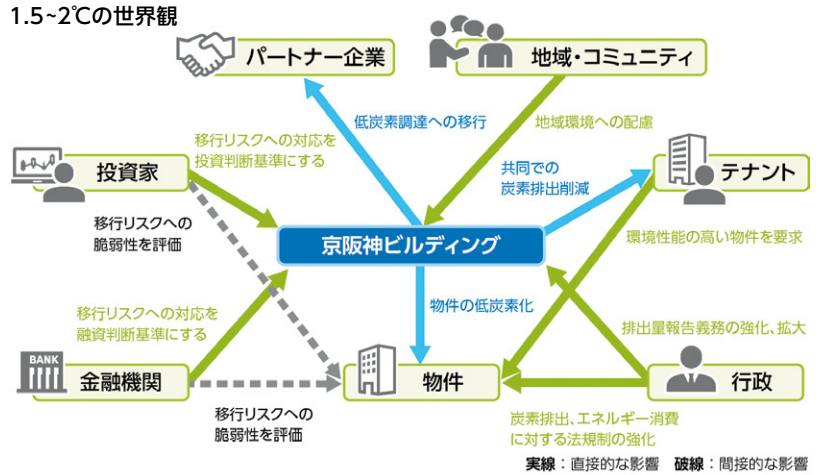 1.5~2℃の世界観
パートナー企業
地域・コミュニティ
低炭素調達への移行
地域環境への配慮
移行リスクへの対応を
投資判断基準にする
投資家
共同での
炭素排出削減
テナント
移行リスクへの
脆弱性を評価
京阪神ビルディング
環境性能の高い物件を要求
移行リスクへの対応を
融資判断基準にする
物件の低炭素化
排出量報告義務の強化、拡大
BANK
金融機関
物件
行政
移行リスクへの
脆弱性を評価
炭素排出、エネルギー消費
に対する法規制の強化
実線：直接的な影響　破線：間接的な影響